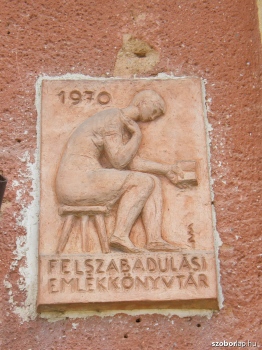 1970
FELSZABADULÁSI
EMLÉKKÖNYVTÁR
szoborlap.hu